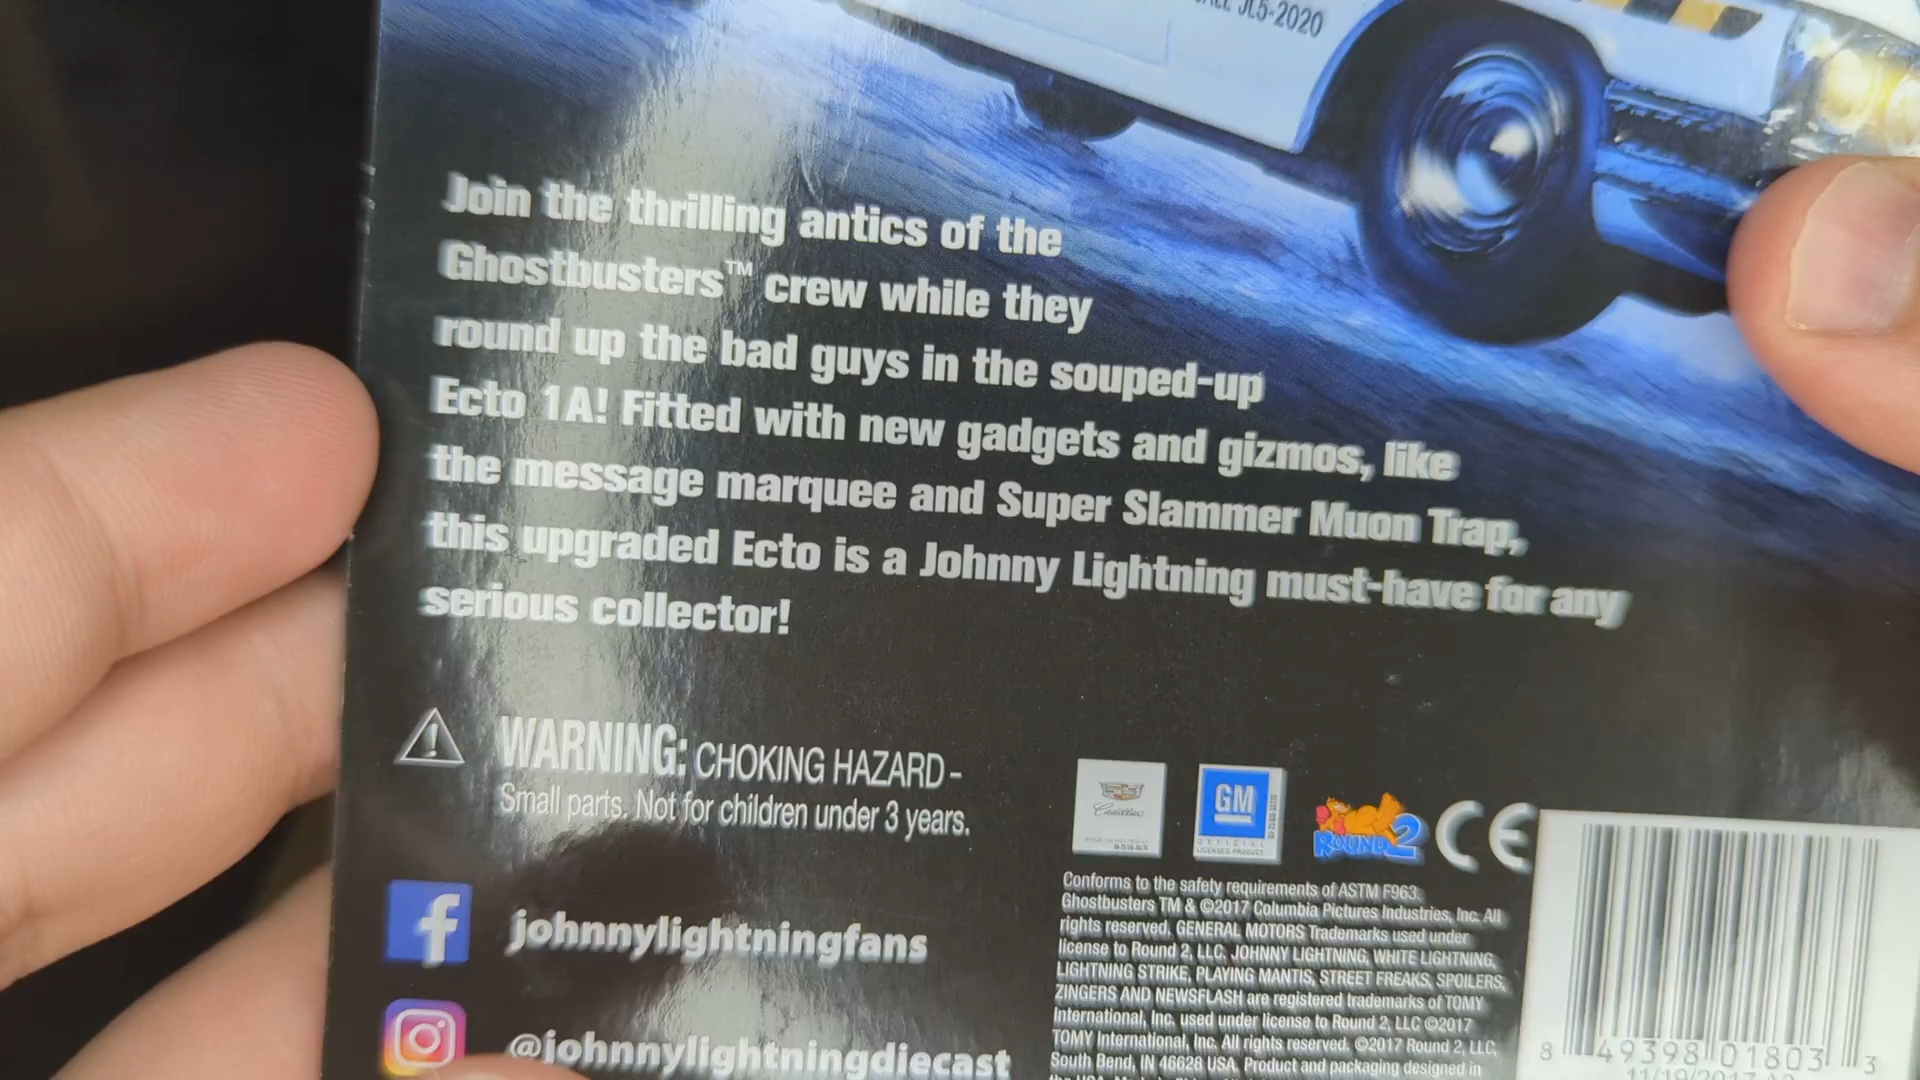 JL5-2020
Join the thrilling antics of the
Ghostbusters™ crew while they
round up the bad guys in the souped-up
Ecto 1A! Fitted with new gadgets and gizmos, like
the message marquee and Super Slammer Muon Trap,
this upgraded Ecto is a Johnny Lightning must-have for any
serious collector!
WARNING: CHOKING HAZARD -
Small parts. Not for children under 3 years.
Cadillac
GM
OFFICIAL
LICENSED PRODUCT
ROUND 2
CE
Conforms to the safety requirements of ASTM F963.
Ghostbusters TM & ©2017 Columbia Pictures Industries, Inc. All
rights reserved. GENERAL MOTORS Trademarks used under
license to Round 2, LLC. JOHNNY LIGHTNING, WHITE LIGHTNING,
LIGHTNING STRIKE, PLAYING MANTIS, STREET FREAKS, SPOILERS,
ZINGERS AND NEWSFLASH are registered trademarks of TOMY
International, Inc. used under license to Round 2, LLC ©2017
TOMY International, Inc. All rights reserved. ©2017 Round 2, LLC,
South Bend, IN 46628 USA. Product and packaging designed in
f johnnylightningfans
@johnnylightningdiecast
8 49398 01803 3